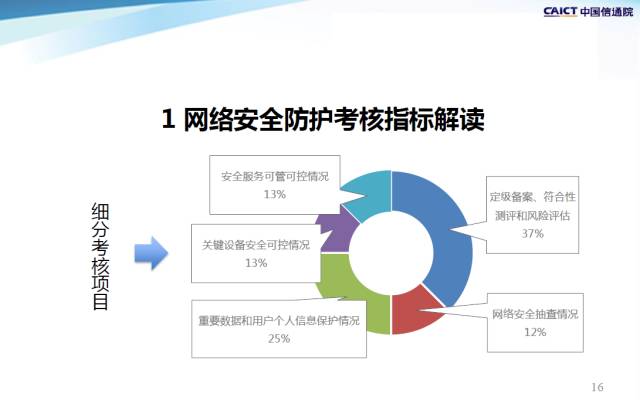 CAICT 中国信通院
1 网络安全防护考核指标解读
细分考核项目
安全服务可管可控情况
13%
关键设备安全可控情况
13%
重要数据和用户个人信息保护情况
25%
定级备案、符合性
测评和风险评估
37%
网络安全抽查情况
12%
16